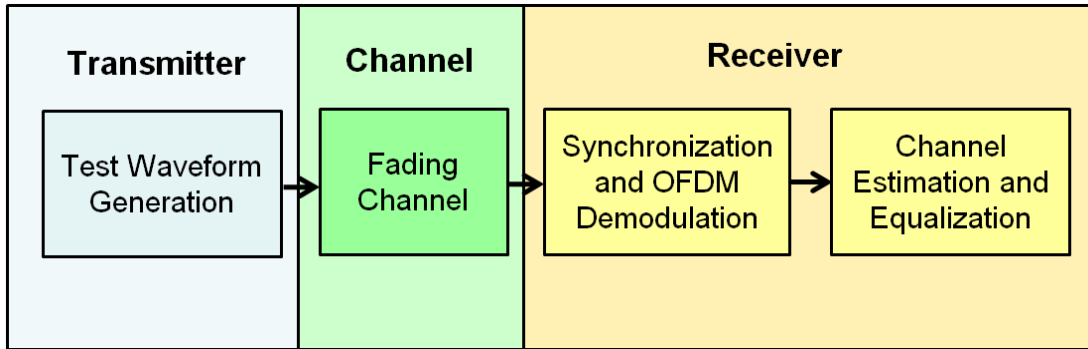 Transmitter
Test Waveform
Generation
Channel
Fading
Channel
Receiver
Synchronization
and OFDM
Demodulation
Channel
Estimation and
Equalization